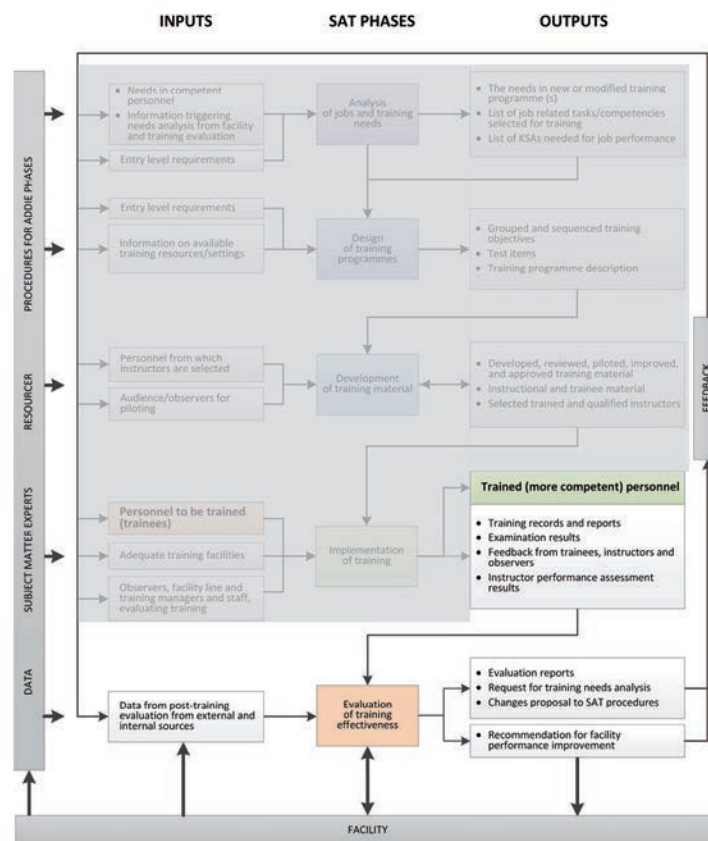 INPUTS
SAT PHASES
OUTPUTS
• Needs in competent
personnel
• Information triggering
needs analysis from facility
and training evaluation
Entry level requirements
Analysis
of jobs and training
needs
• The needs in new or modified training
programme (s)
• List of job related tasks/competencies
selected for training
• List of KSAs needed for job performance
Entry level requirements
Information on available
training resources/settings
Design
of training
programmes
• Grouped and sequenced training
objectives
• Test items
• Training programme description
Personnel from which
instructors are selected
Audience/observers for
piloting
Development
of training material
• Developed, reviewed, piloted, improved,
and approved training material
• Instructional and trainee material
• Selected trained and qualified instructors
Personnel to be trained
(trainees)
Adequate training facilities
Observers, facility line and
training managers and staff,
evaluating training
Implementation
of training
Trained (more competent) personnel
• Training records and reports
• Examination results
• Feedback from trainees, instructors and
observers
• Instructor performance assessment
results
Data from post-training
evaluation from external and
internal sources
Evaluation
of training
effectiveness
• Evaluation reports
• Request for training needs analysis
• Changes proposal to SAT procedures
• Recommendation for facility
performance improvement
PROCEDURES FOR ADDIE PHASES
RESOURCER
SUBJECT MATTER EXPERTS
DATA
FEEDBACK
FACILITY